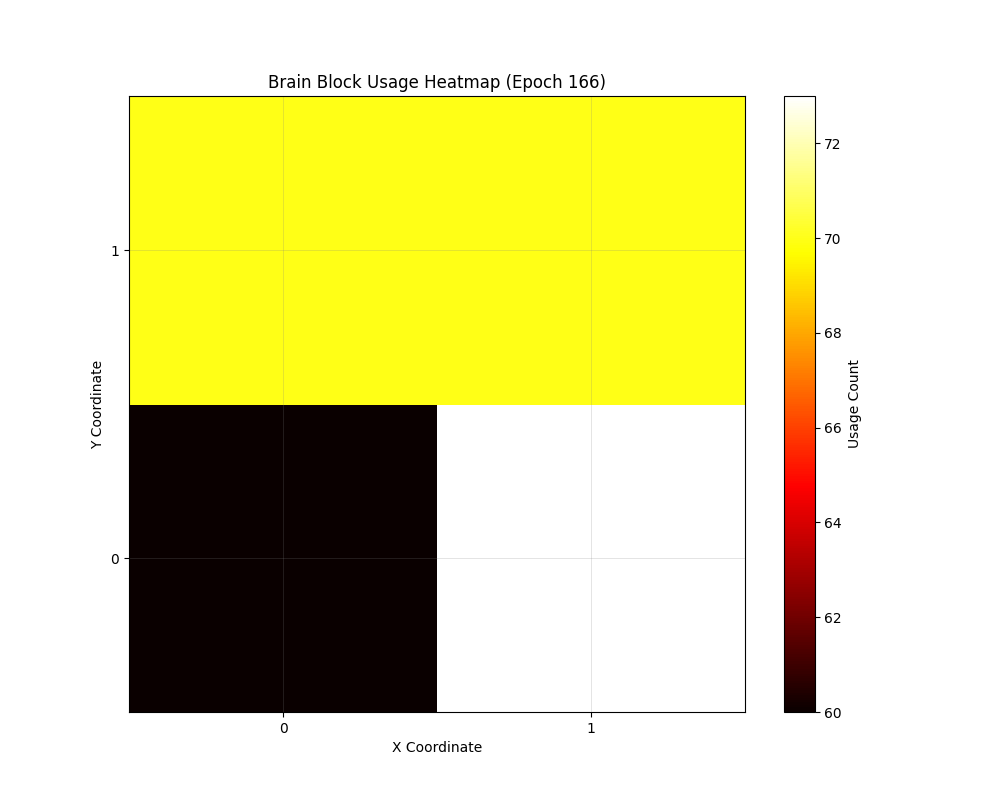 Brain Block Usage Heatmap (Epoch 166)
1
0
Y Coordinate
0 1
X Coordinate
72
70
68
66
64
62
60
Usage Count